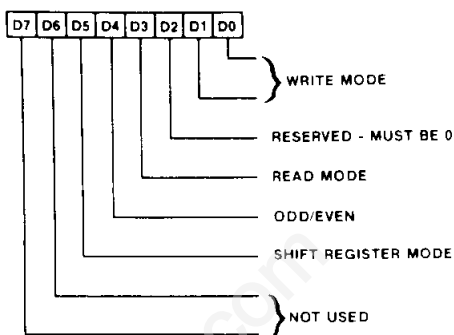 D7 D6 D5 D4 D3 D2 D1 D0
WRITE MODE
RESERVED - MUST BE 0
READ MODE
ODD/EVEN
SHIFT REGISTER MODE
NOT USED
com